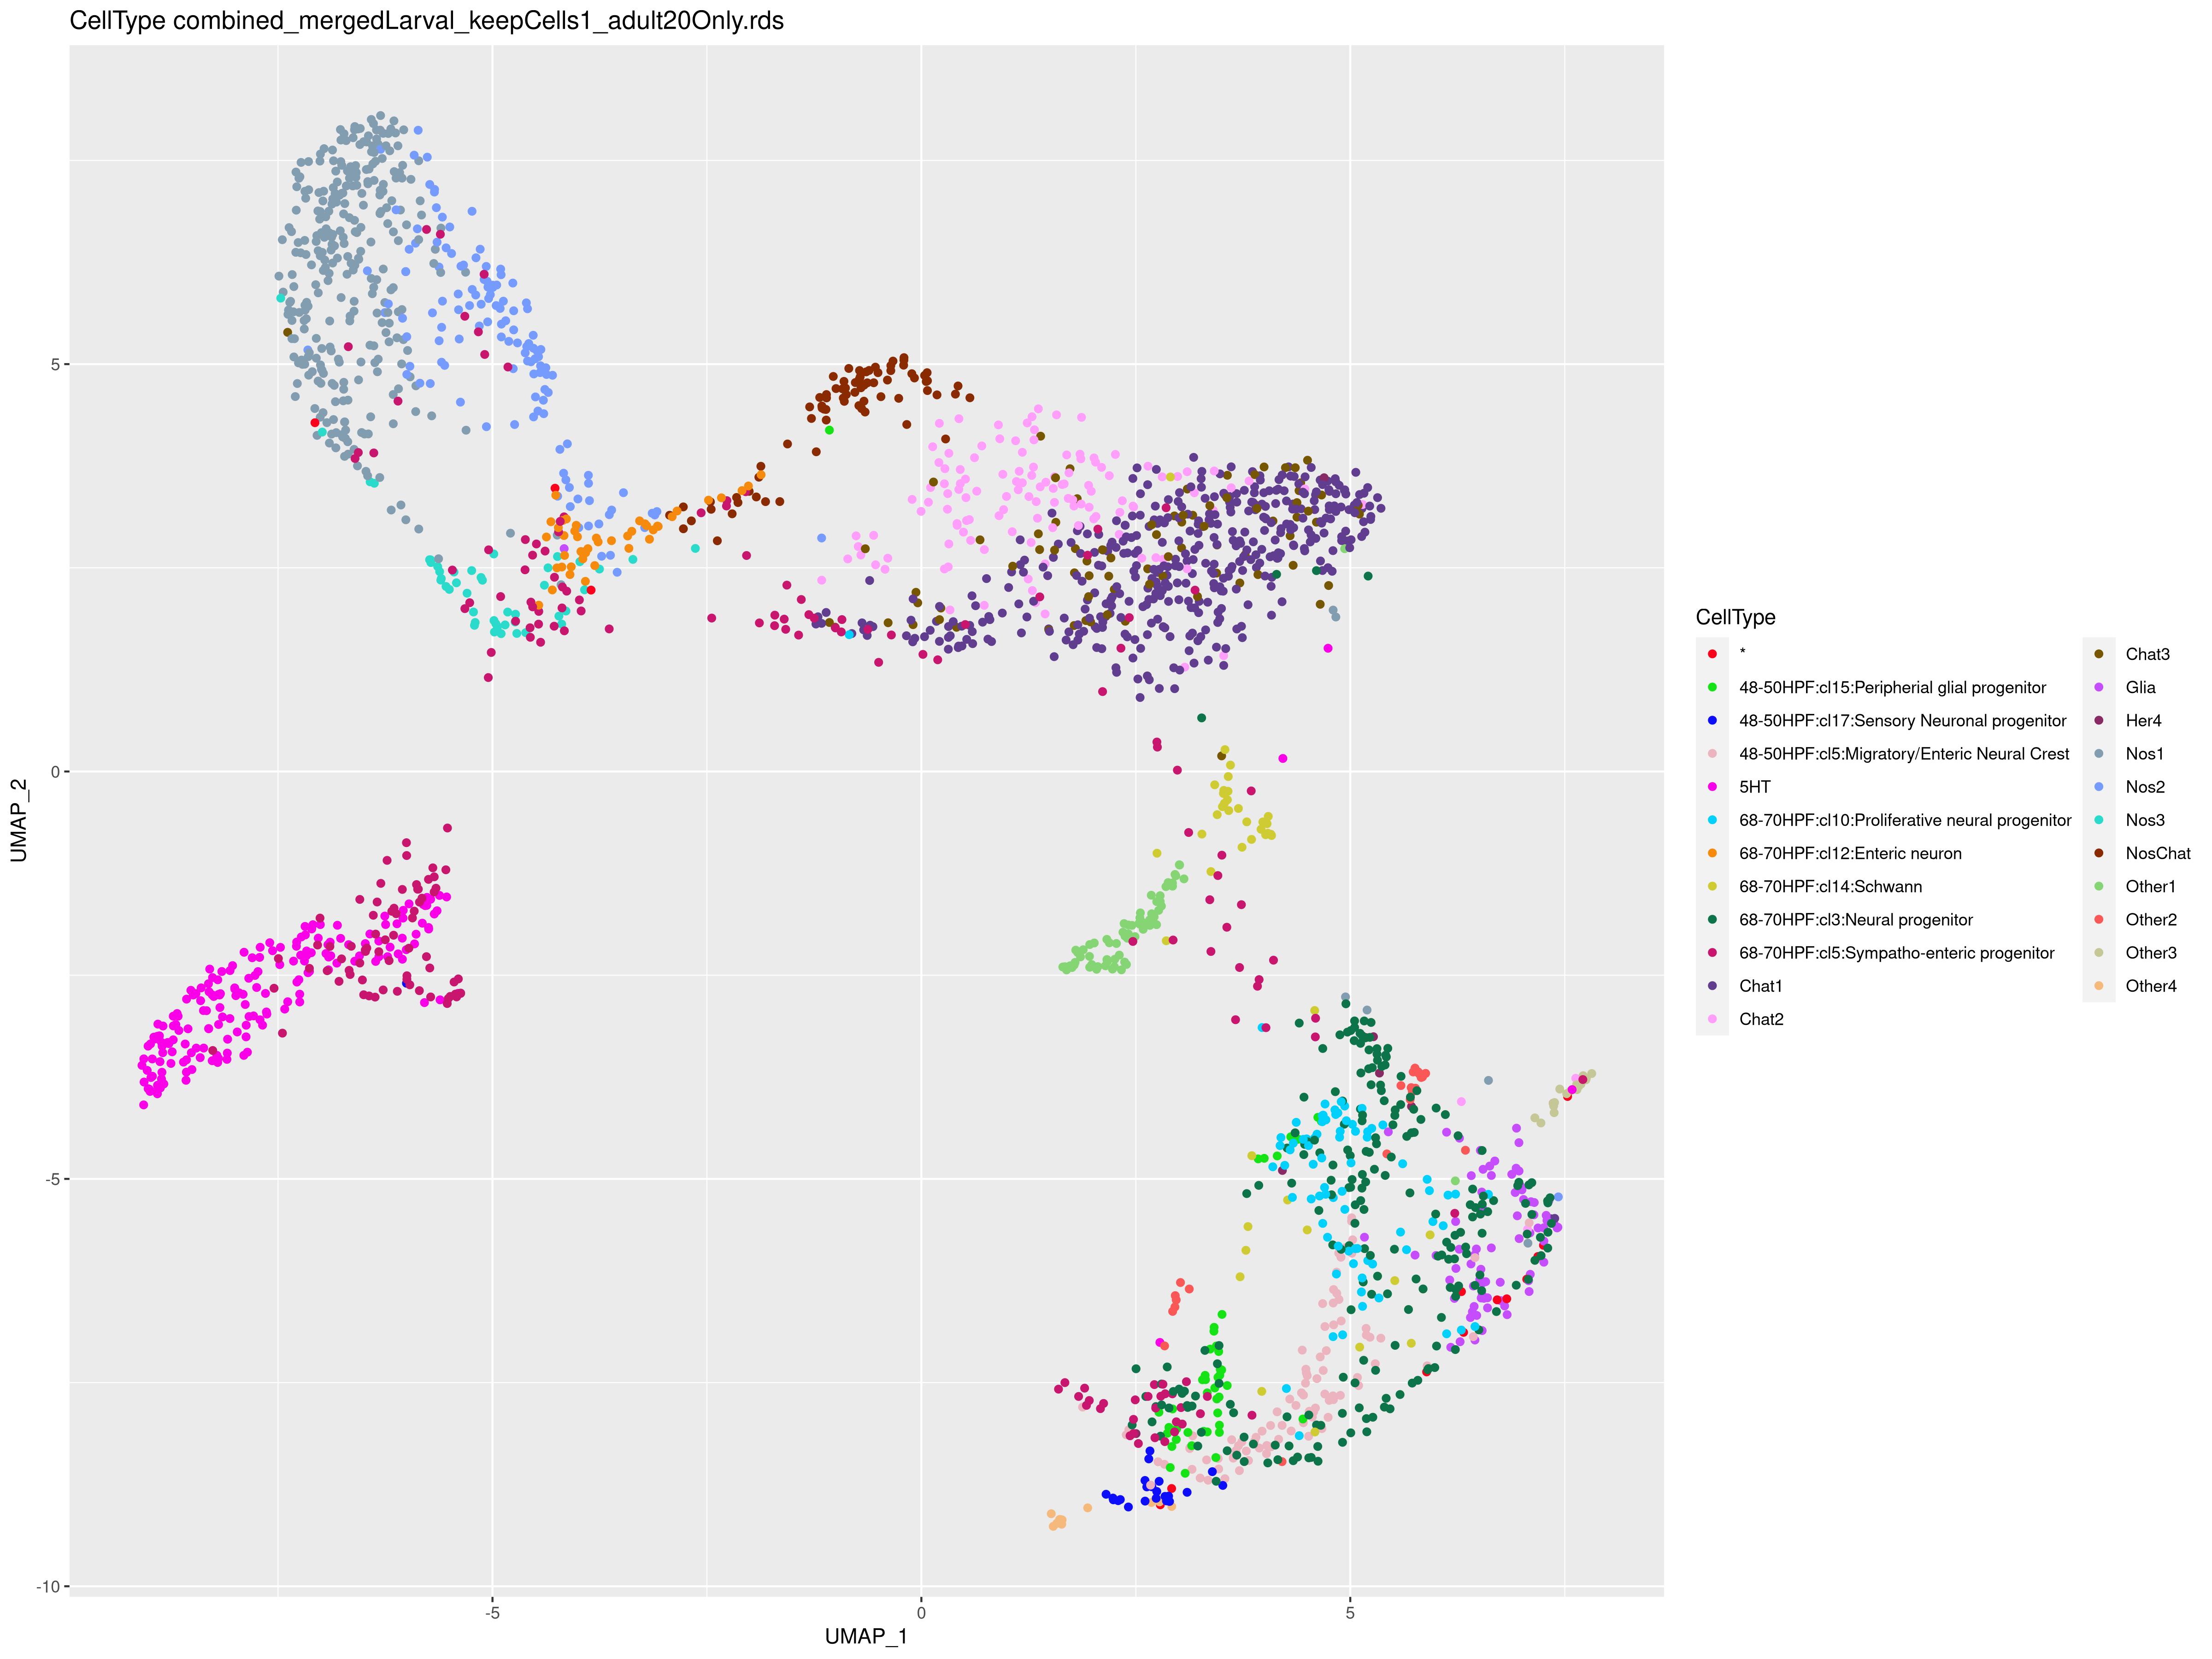 CellType combined_mergedLarval_keepCells1_adult20Only.rds
5
0
-5
-10
-5
0
5
UMAP_1
UMAP_2
CellType
*
48-50HPF:cl15:Peripherial glial progenitor
48-50HPF:cl17:Sensory Neuronal progenitor
48-50HPF:cl5:Migratory/Enteric Neural Crest
5HT
68-70HPF:cl10:Proliferative neural progenitor
68-70HPF:cl12:Enteric neuron
68-70HPF:cl14:Schwann
68-70HPF:cl3:Neural progenitor
68-70HPF:cl5:Sympatho-enteric progenitor
Chat1
Chat2
Chat3
Glia
Her4
Nos1
Nos2
Nos3
NosChat
Other1
Other2
Other3
Other4